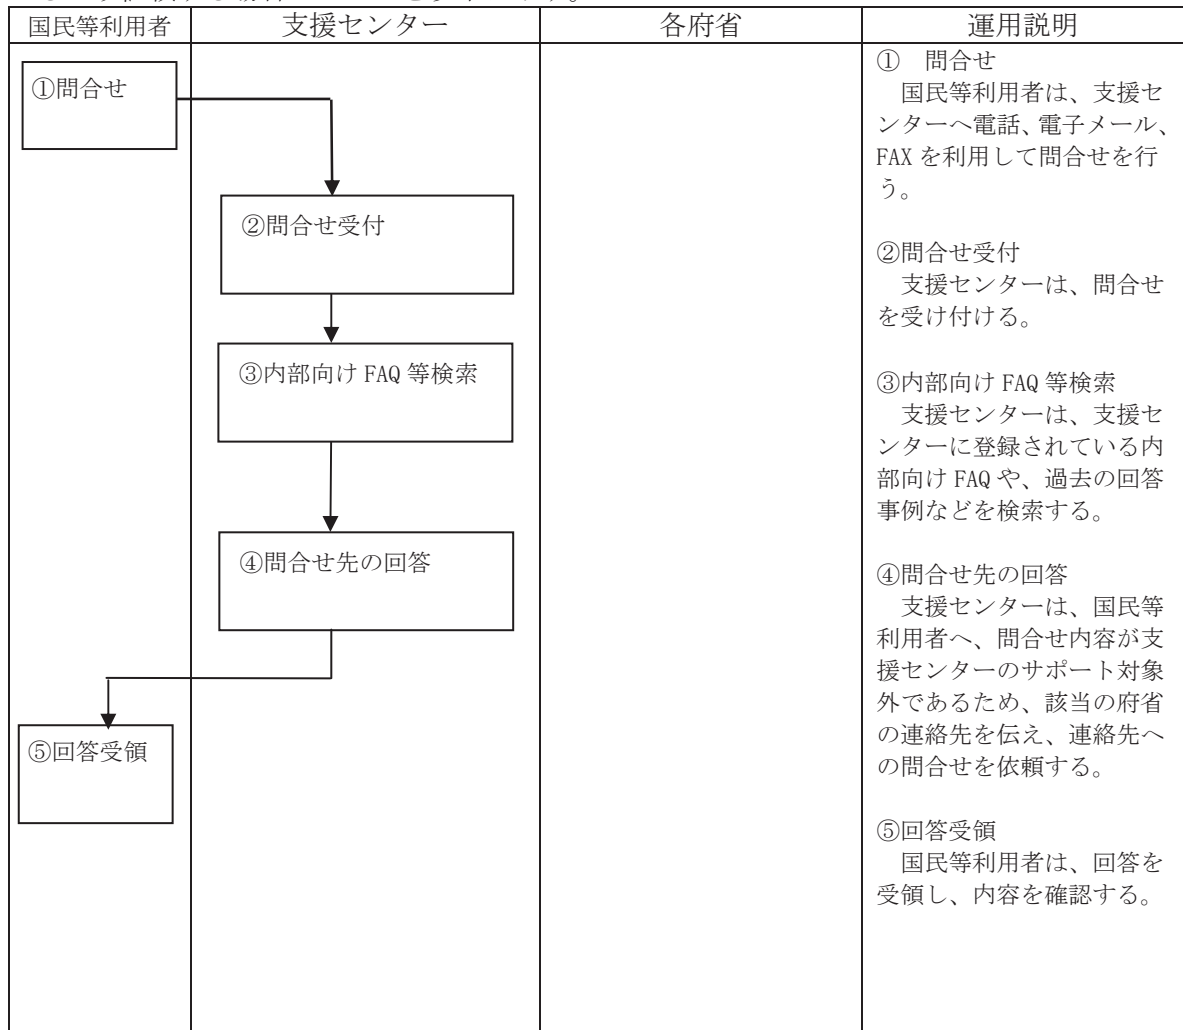 国民等利用者
支援センター
各府省
運用説明
①問合せ
②問合せ受付
③内部向け FAQ 等検索
④問合せ先の回答
⑤回答受領
①　問合せ
　国民等利用者は、支援セ
ンターへ電話、電子メール、
FAX を利用して問合せを行
う。
②問合せ受付
　支援センターは、問合せ
を受け付ける。
③内部向け FAQ 等検索
　支援センターは、支援セ
ンターに登録されている内
部向け FAQ や、過去の回答
事例などを検索する。
④問合せ先の回答
　支援センターは、国民等
利用者へ、問合せ内容が支
援センターのサポート対象
外であるため、該当の府省
の連絡先を伝え、連絡先へ
の問合せを依頼する。
⑤回答受領
　国民等利用者は、回答を
受領し、内容を確認する。